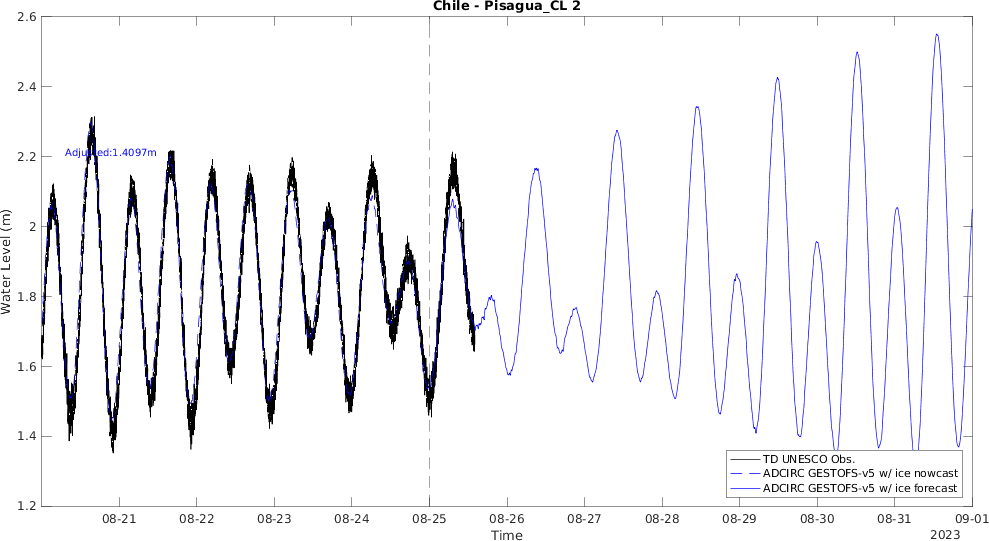 Chile - Pisagua_CL 2
2.6
2.4
2.2
2
1.8
1.6
1.4
1.2
Water Level (m)
Adjusted:1.4097m
TD UNESCO Obs.
ADCIRC GESTOFS-v5 w/ ice nowcast
ADCIRC GESTOFS-v5 w/ ice forecast
08-21 08-22 08-23 08-24 08-25 08-26 08-27 08-28 08-29 08-30 08-31 09-01
Time
2023